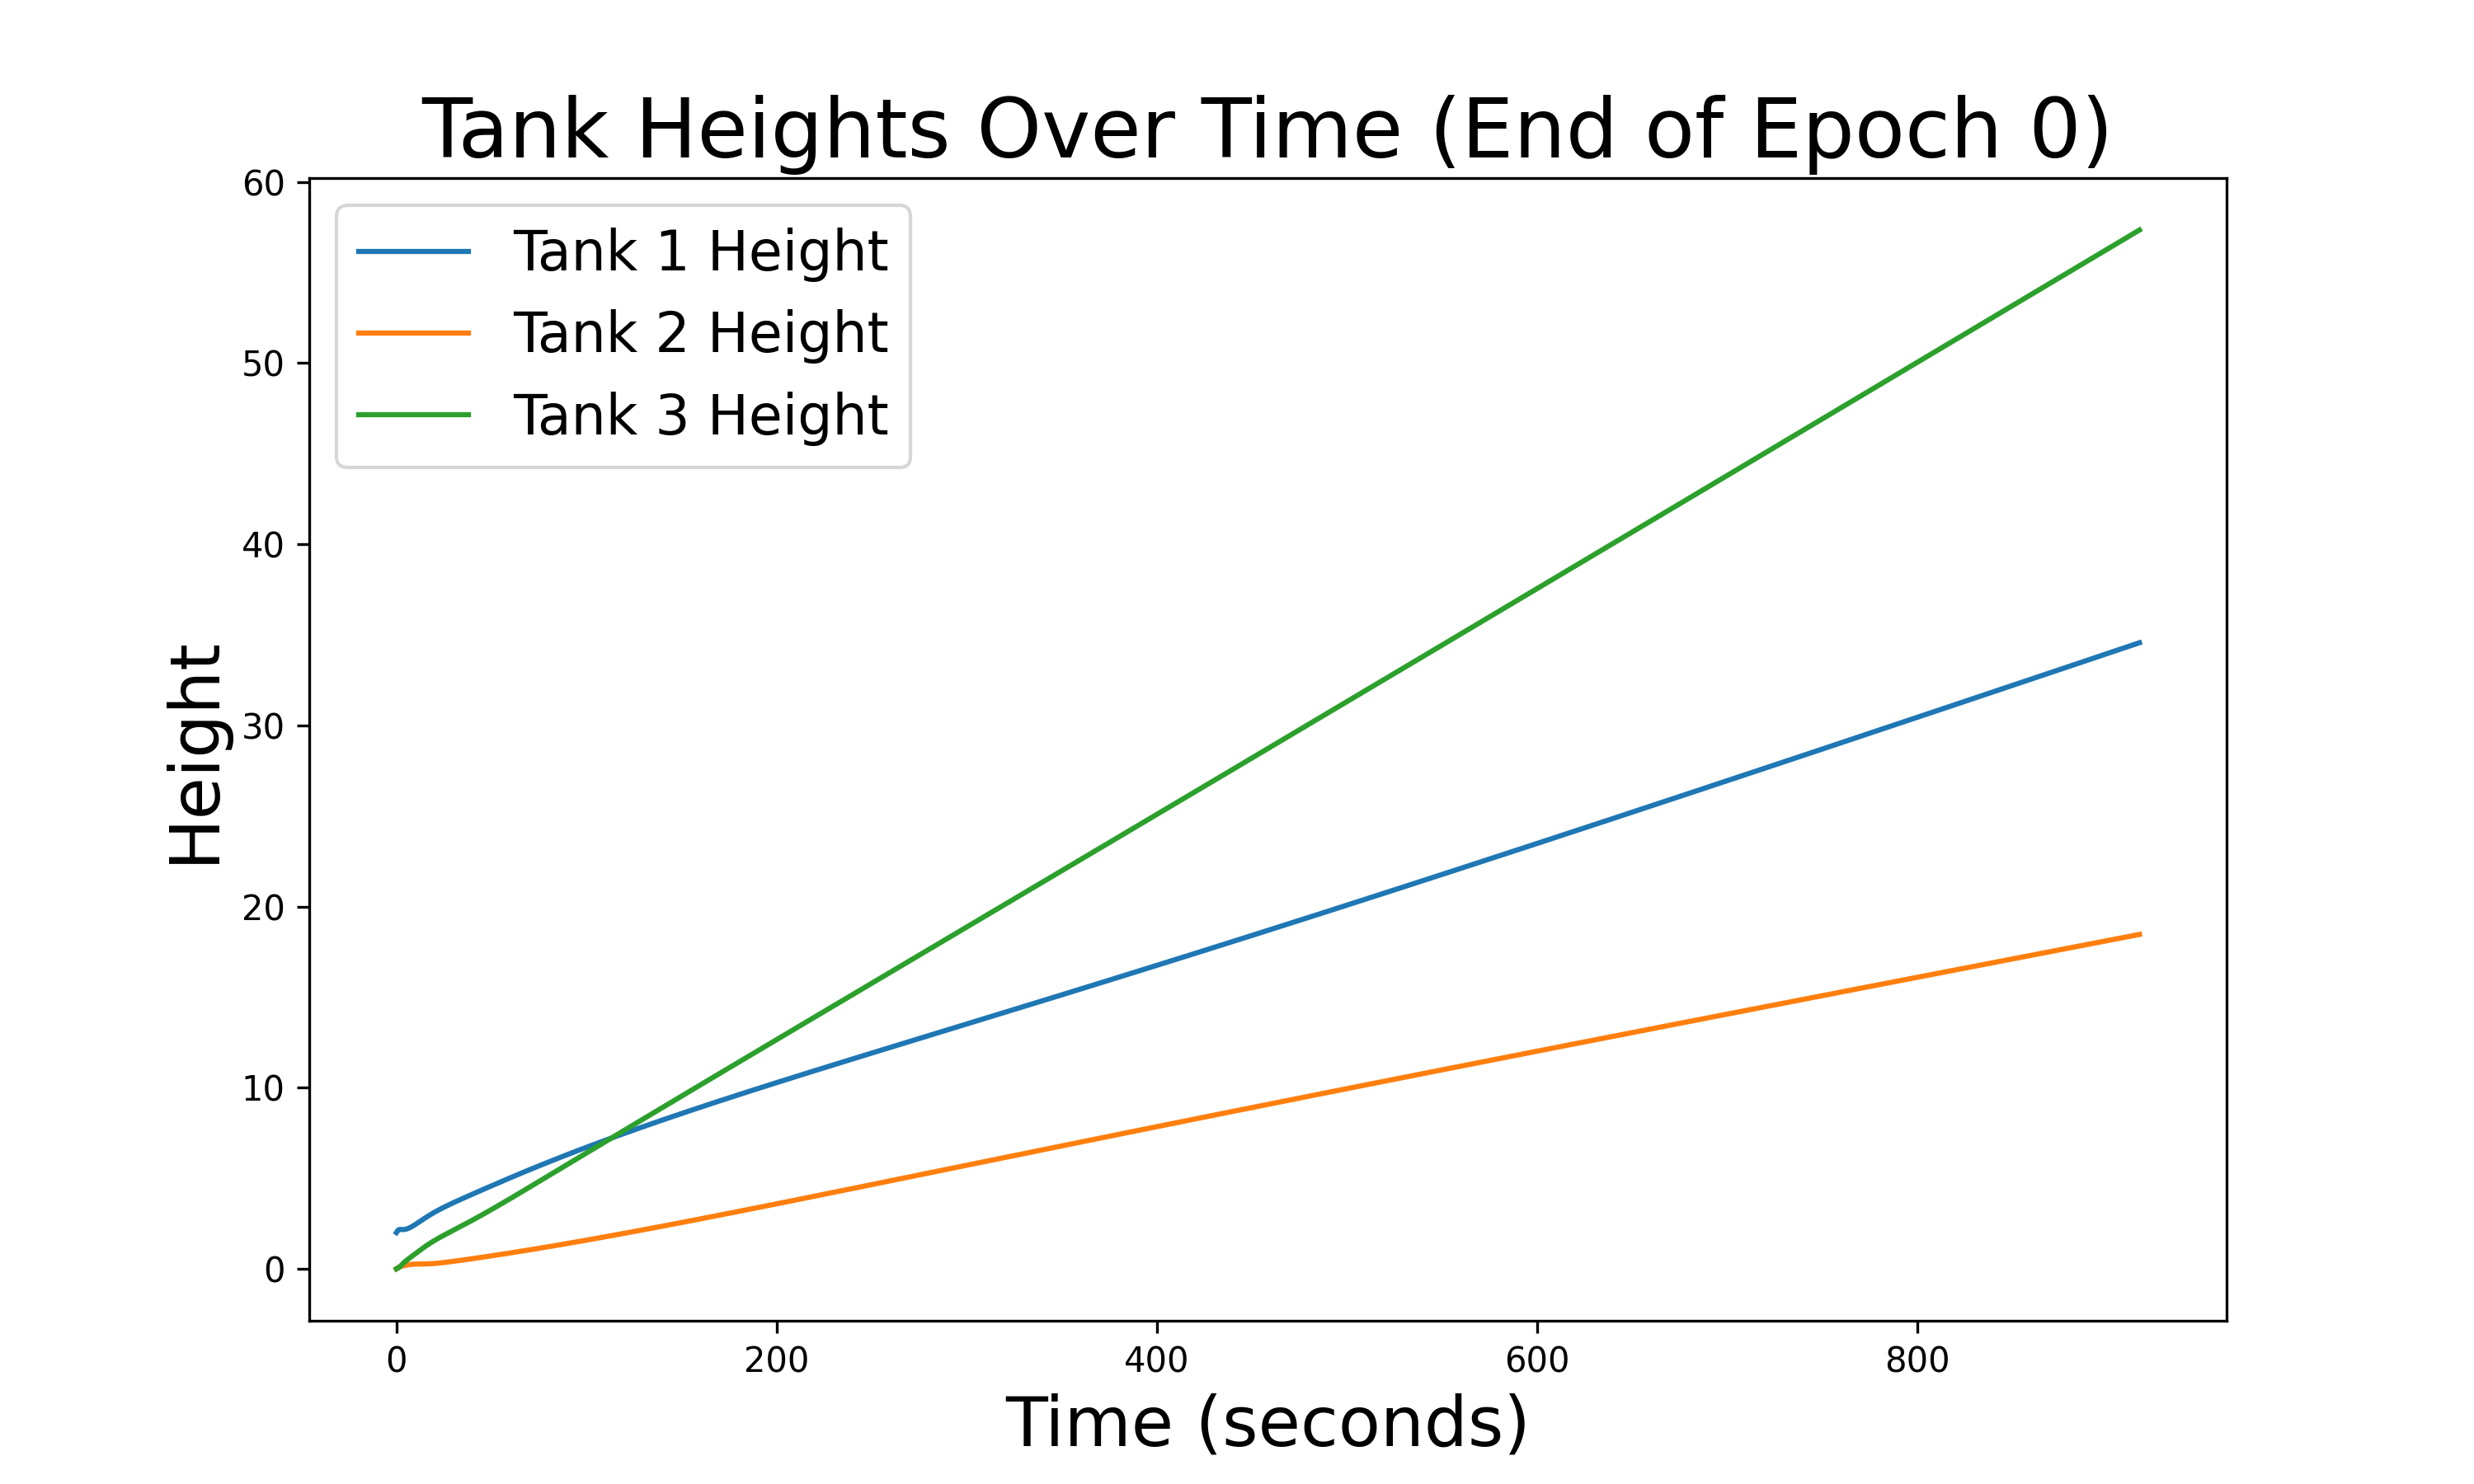 Tank Heights Over Time (End of Epoch 0)
60
50
40
30
20
10
0
Height
Tank 1 Height
Tank 2 Height
Tank 3 Height
0 200 400 600 800
Time (seconds)